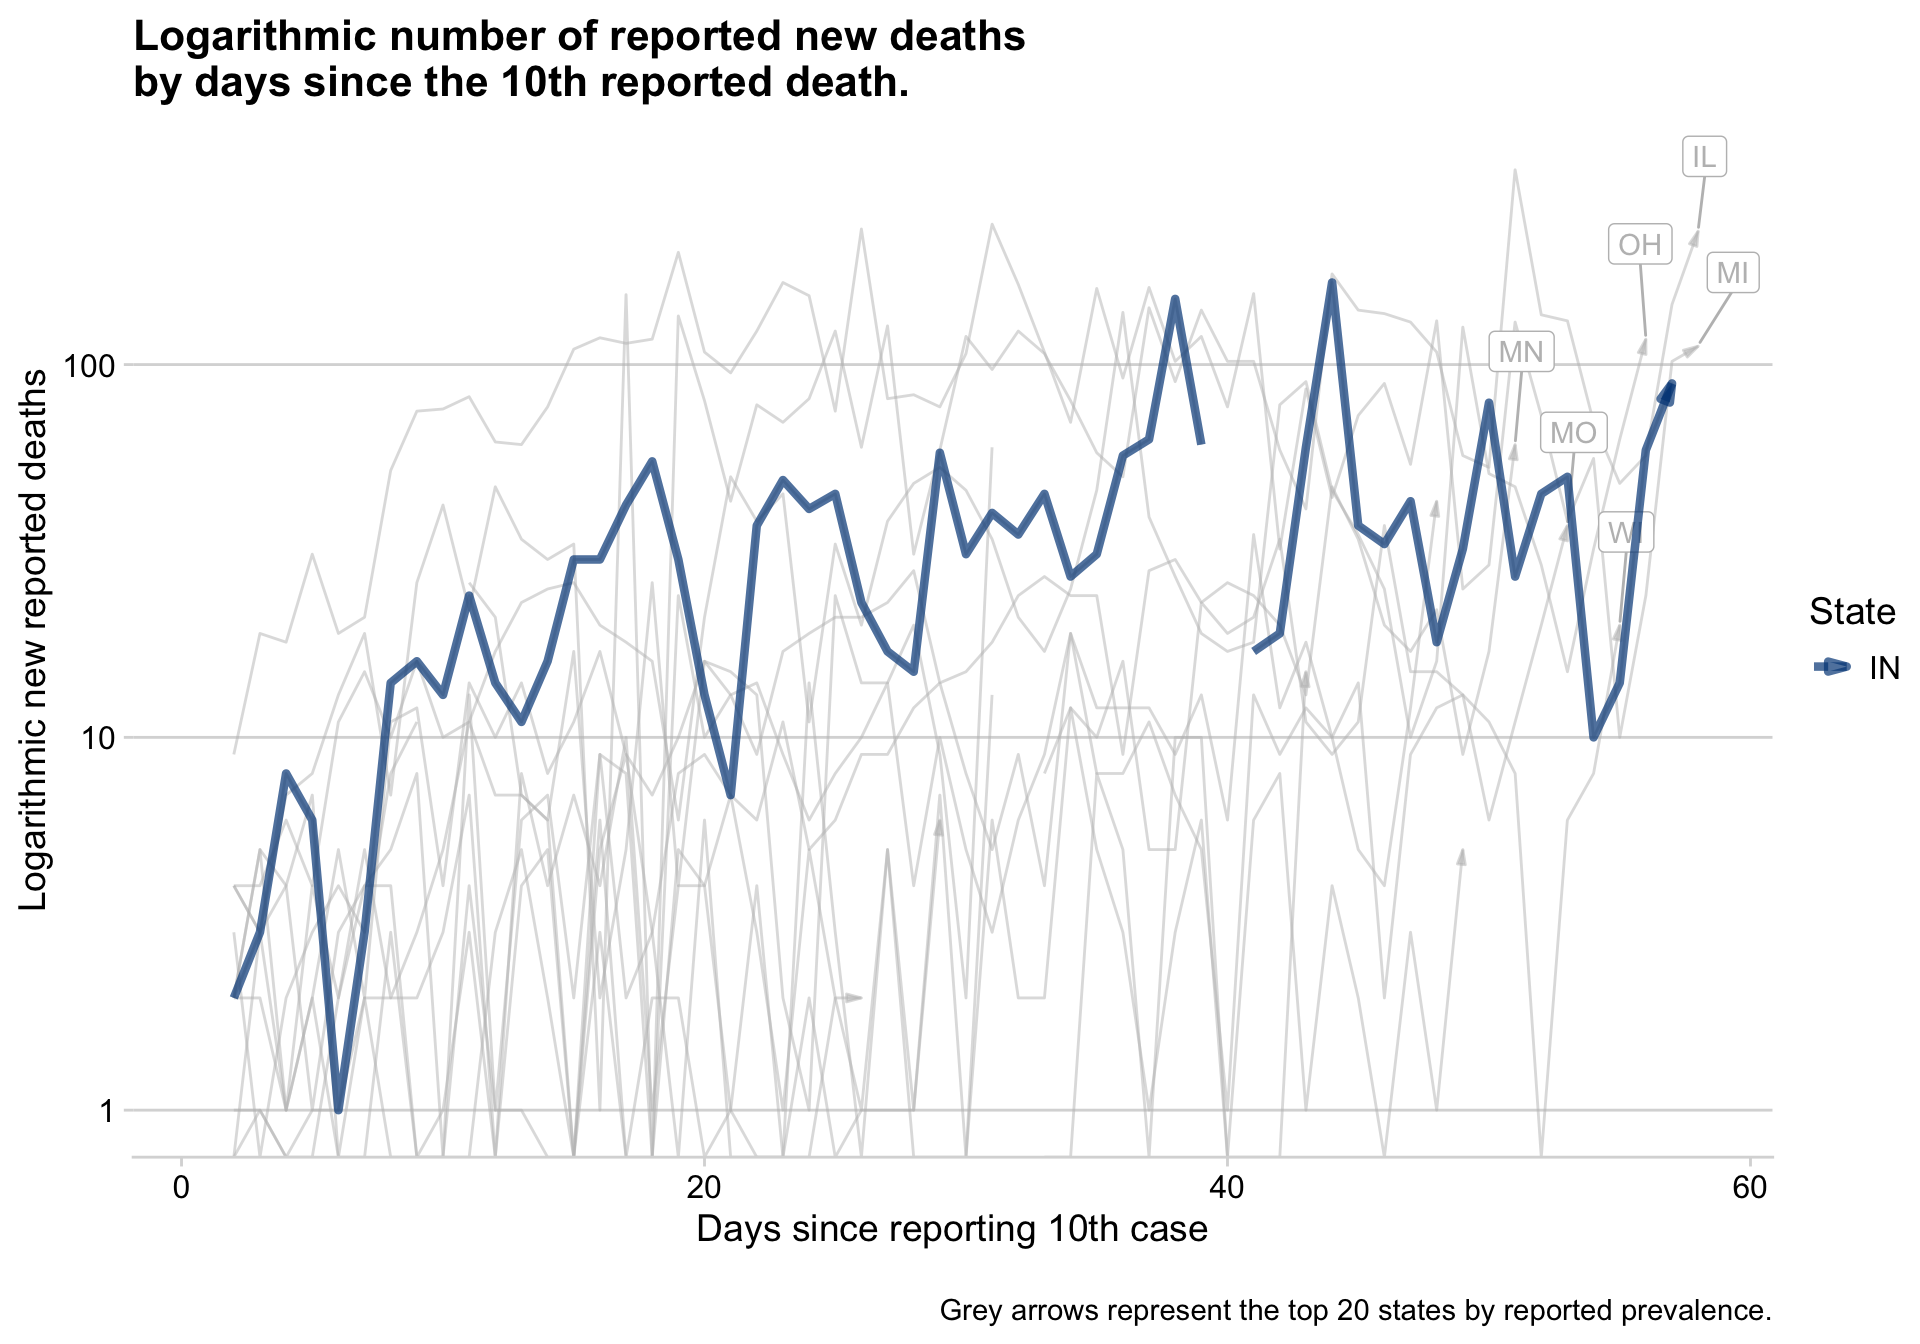 Logarithmic number of reported new deaths
by days since the 10th reported death.
IL
OH
MI
MN
MO
WI
100
10
1
Logarithmic new reported deaths
0
20
40
60
Days since reporting 10th case
State
IN
Grey arrows represent the top 20 states by reported prevalence.